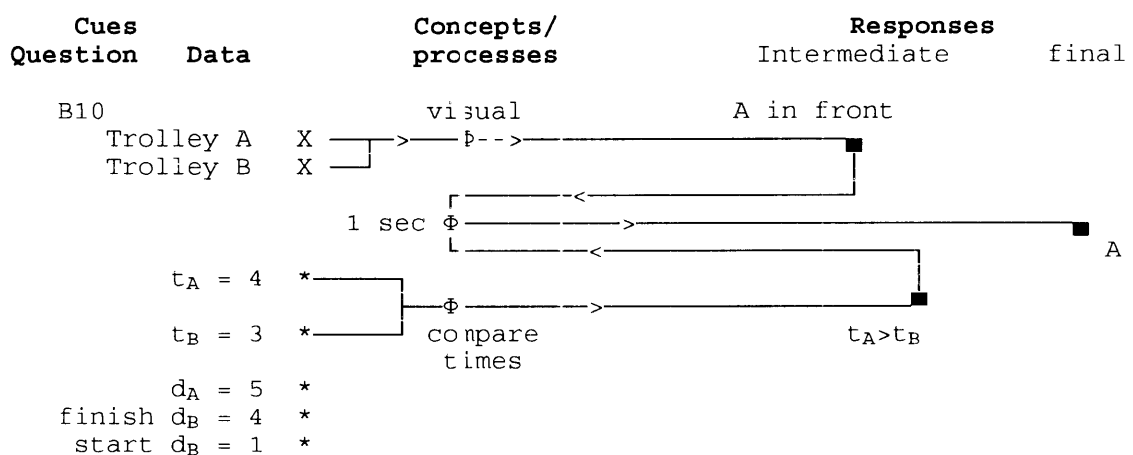 Cues Concepts/ Responses
Question Data processes Intermediate final
B10 visual A in front
Trolley A X
Trolley B X
1 sec Φ
A
tA = 4 *
Φ
tB = 3 * compare tA>tB
times
dA = 5 *
finish dB = 4 *
start dB = 1 *